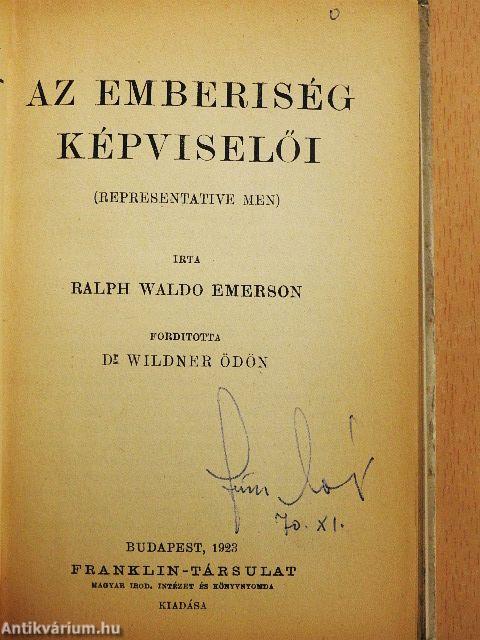 AZ EMBERISÉG
KÉPVISELŐI
(REPRESENTATIVE MEN)
IRTA
RALPH WALDO EMERSON
FORDITOTTA
Dr WILDNER ÖDÖN
70. XI.
BUDAPEST, 1923
FRANKLIN-TÁRSULAT
MAGYAR IROD. INTÉZET ÉS KÖNYVNYOMDA
KIADÁSA
Antikvárium.hu